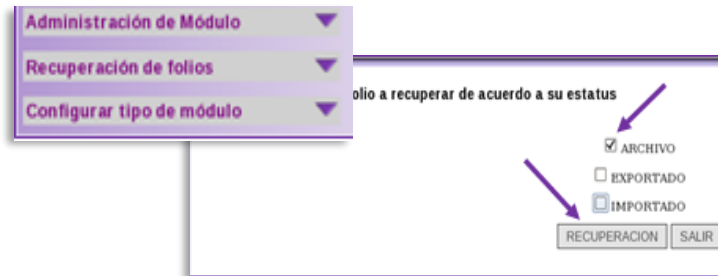 Administración de Módulo
Recuperación de folios
Configurar tipo de módulo
olio a recuperar de acuerdo a su estatus
ARCHIVO
EXPORTADO
IMPORTADO
RECUPERACION SALIR